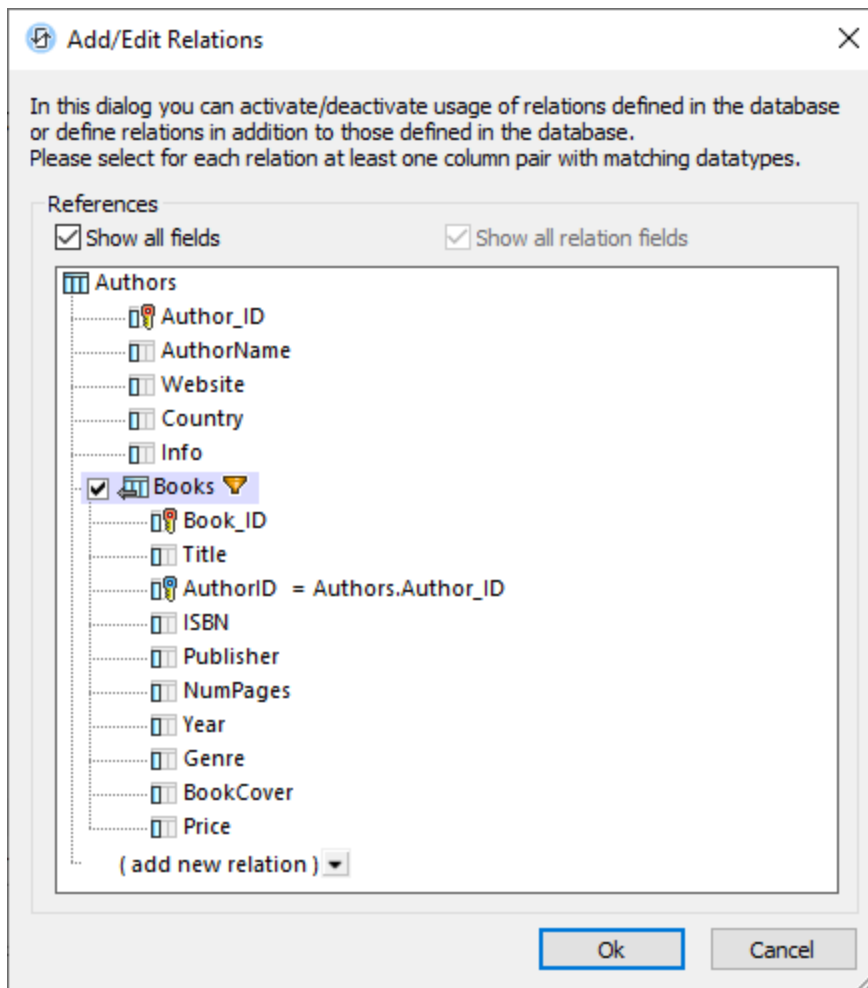 Add/Edit Relations
In this dialog you can activate/deactivate usage of relations defined in the database
or define relations in addition to those defined in the database.
Please select for each relation at least one column pair with matching datatypes.
References
Show all fields
Show all relation fields
Authors
Author_ID
AuthorName
Website
Country
Info
Books
Book_ID
Title
AuthorID = Authors.Author_ID
ISBN
Publisher
NumPages
Year
Genre
BookCover
Price
( add new relation )
Ok
Cancel